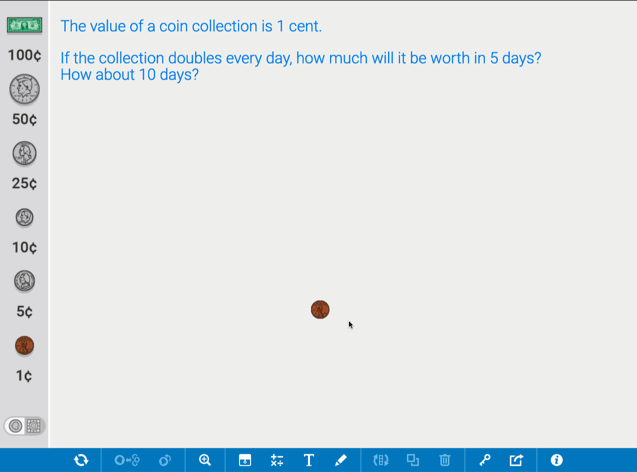 The value of a coin collection is 1 cent.
If the collection doubles every day, how much will it be worth in 5 days?
How about 10 days?
100¢
50¢
25¢
10¢
5¢
1¢
T